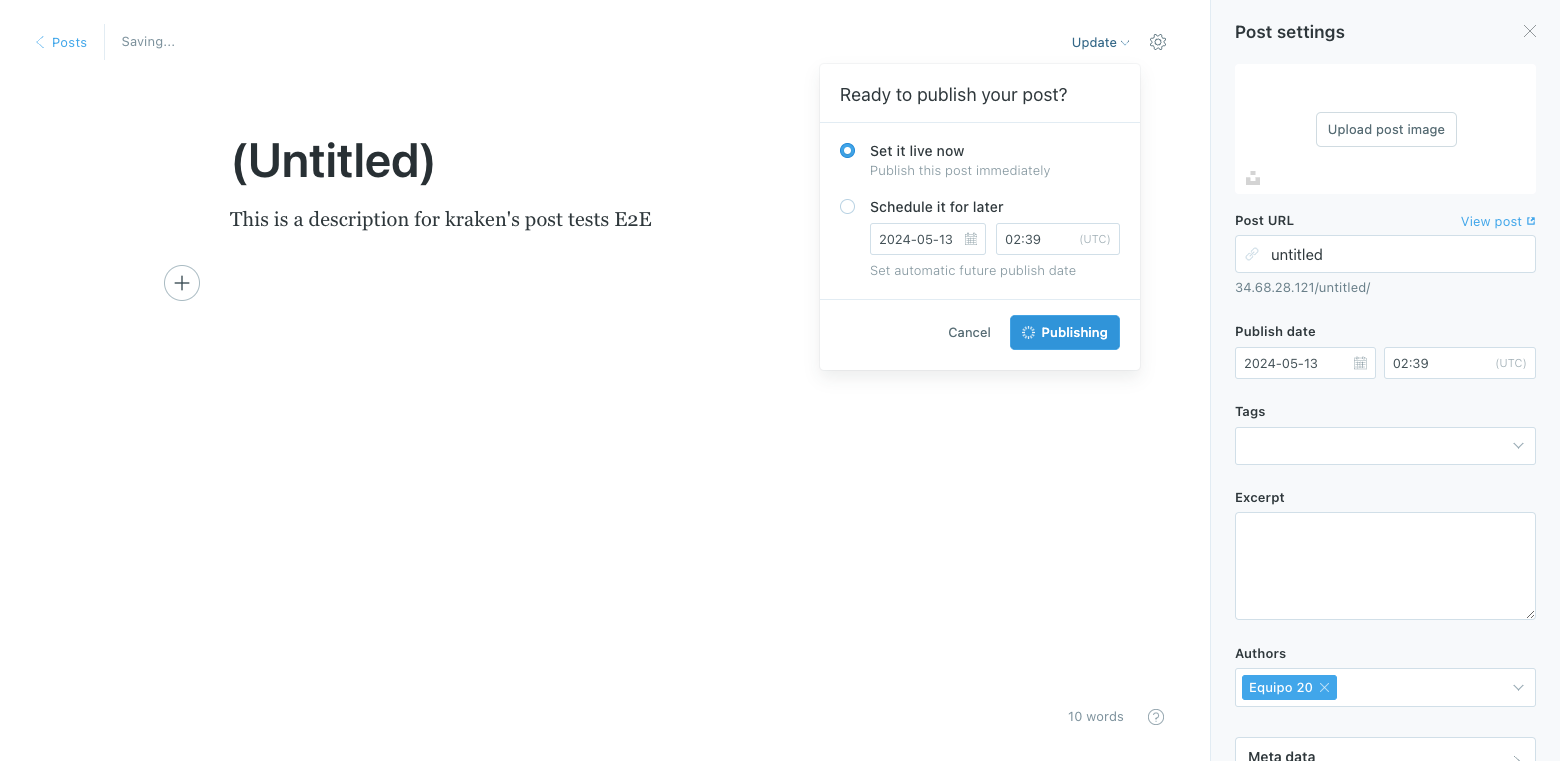 Posts
Saving...
Update
Ready to publish your post?
Set it live now
Publish this post immediately
Schedule it for later
2024-05-13
02:39 (UTC)
Set automatic future publish date
Cancel
Publishing
(Untitled)
This is a description for kraken's post tests E2E
10 words
Post settings
Upload post image
Post URL
View post
untitled
34.68.28.121/untitled/
Publish date
2024-05-13
02:39 (UTC)
Tags
Excerpt
Authors
Equipo 20
Meta data